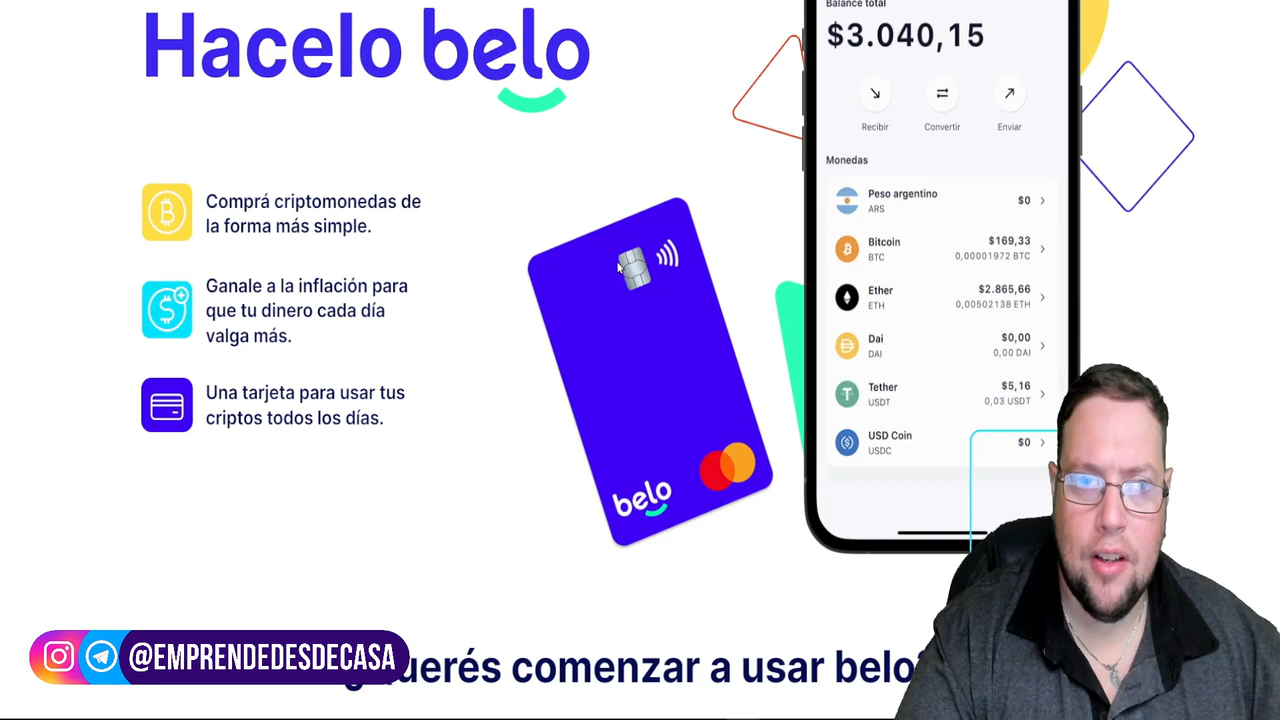 Hacelo belo
Comprá criptomonedas de
la forma más simple.
Ganale a la inflación para
que tu dinero cada día
valga más.
Una tarjeta para usar tus
criptos todos los días.
belo
Balance total
$3.040,15
Recibir
Convertir
Enviar
Monedas
Peso argentino
ARS
$0
Bitcoin
BTC
$169,33
0,00001972 BTC
Ether
ETH
$2.865,66
0,00502138 ETH
Dai
DAI
$0,00
0,00 DAI
Tether
USDT
$5,16
0,03 USDT
USD Coin
USDC
$0
@EMPRENDEDESDECASA
querés comenzar a usar belo?